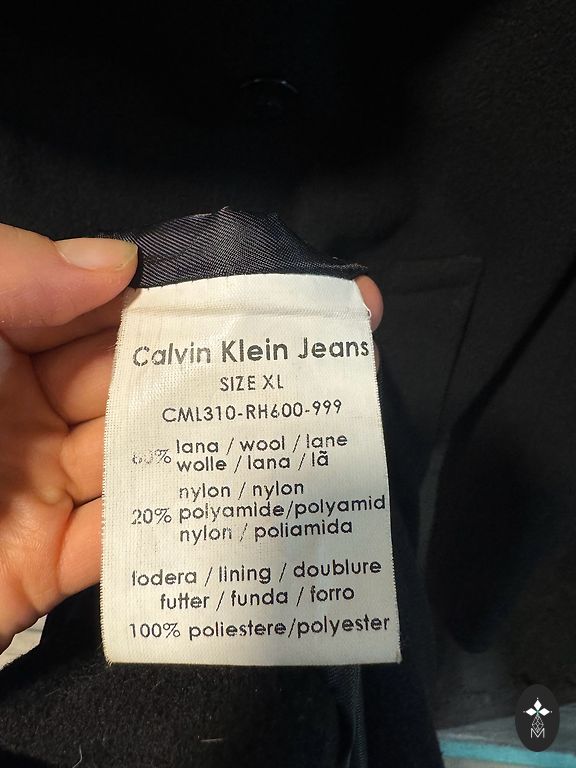 Calvin Klein Jeans
SIZE XL
CML310-RH600-999
lana / wool / lane
wolle / lana / lã
nylon / nylon
20% polyamide/polyamid
nylon / poliamida
fodera / lining / doublure
futter / funda / forro
100% poliestere/polyester
M